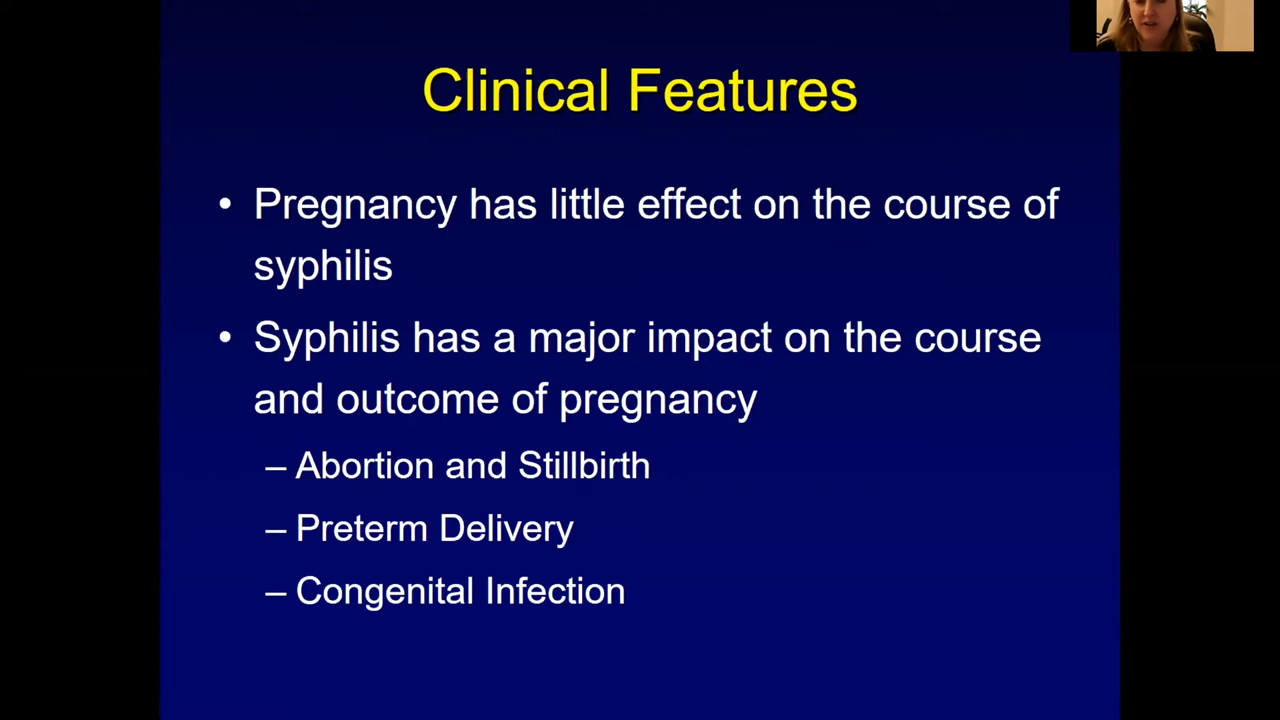 Clinical Features
• Pregnancy has little effect on the course of
syphilis
• Syphilis has a major impact on the course
and outcome of pregnancy
– Abortion and Stillbirth
– Preterm Delivery
– Congenital Infection